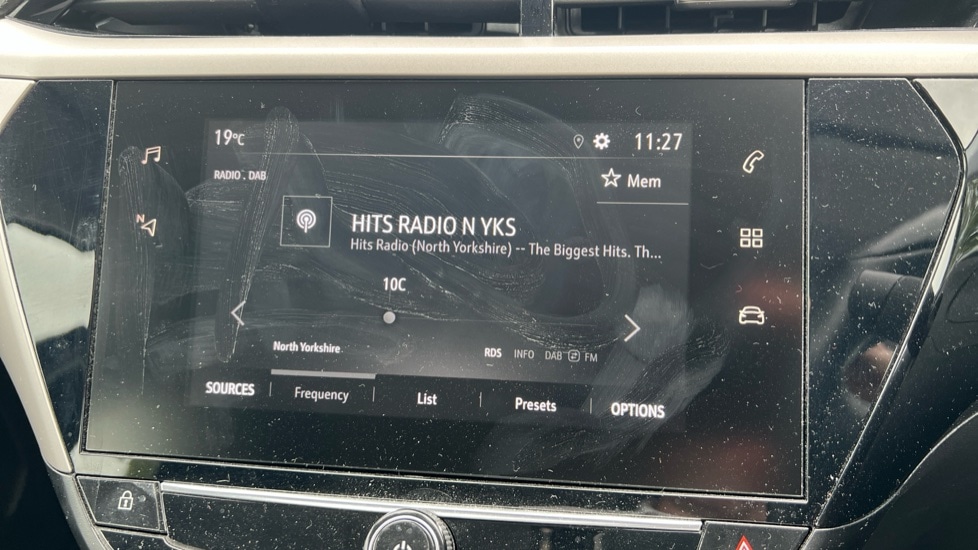 19°C
11:27
RADIO . DAB
Mem
N
HITS RADIO N YKS
Hits Radio (North Yorkshire) -- The Biggest Hits. Th...
10C
North Yorkshire
RDS INFO DAB FM
SOURCES Frequency List Presets OPTIONS